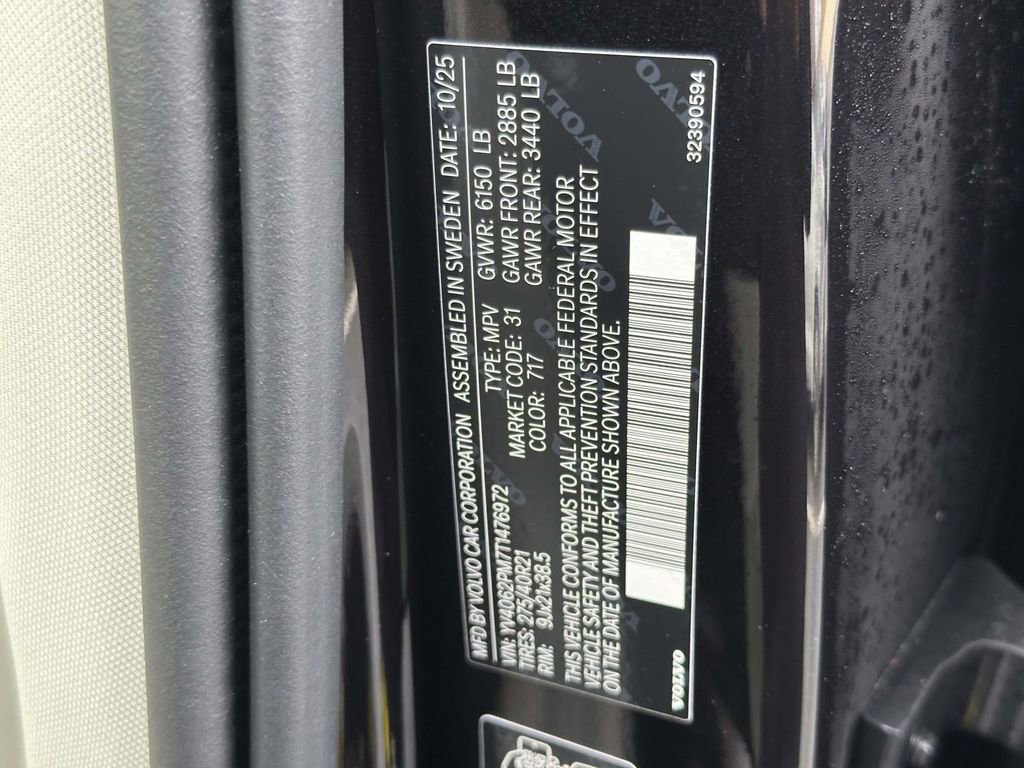 MFD BY VOLVO CAR CORPORATION ASSEMBLED IN SWEDEN DATE: 10/25
VIN: YV4062PM7T1476972 TYPE: MPV GVWR: 6150 LB
TIRES: 275/40R21 MARKET CODE: 31 GAWR FRONT: 2885 LB
RIM: 9Jx21x38.5 COLOR: 717 GAWR REAR: 3440 LB
THIS VEHICLE CONFORMS TO ALL APPLICABLE FEDERAL MOTOR
VEHICLE SAFETY AND THEFT PREVENTION STANDARDS IN EFFECT
ON THE DATE OF MANUFACTURE SHOWN ABOVE.
VOLVO 32390594